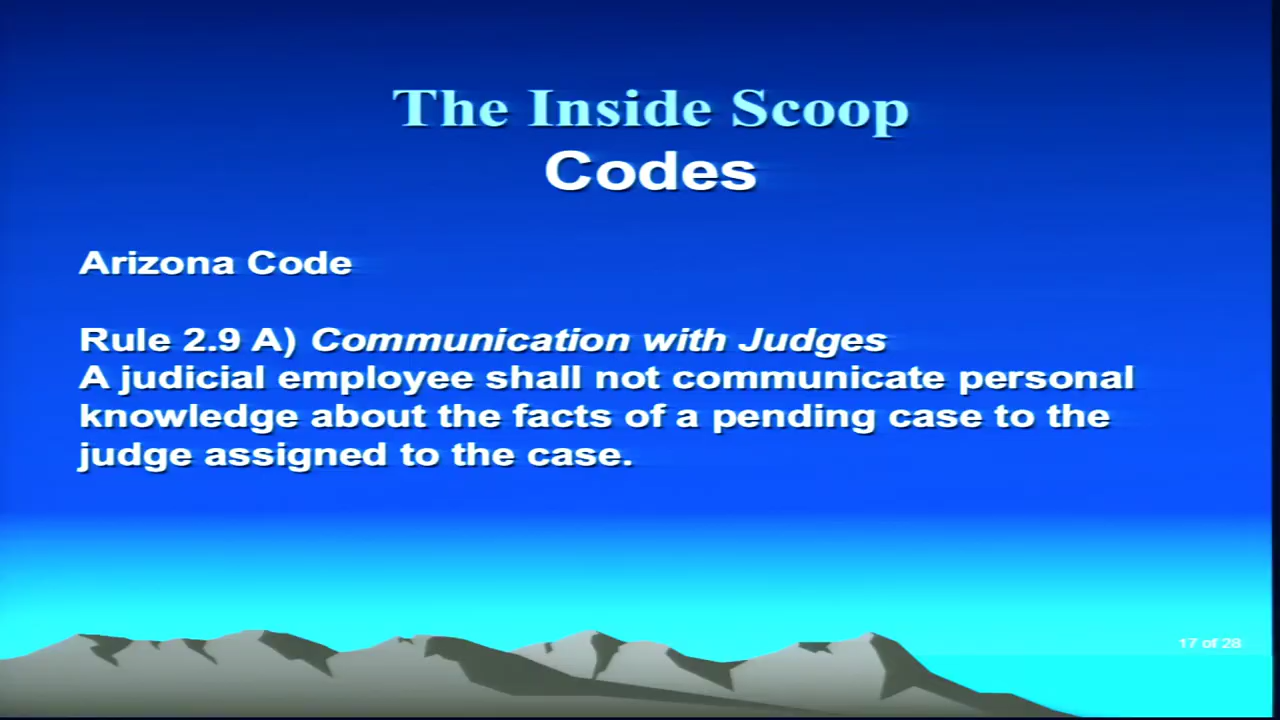 The Inside Scoop
Codes
Arizona Code
Rule 2.9 A) Communication with Judges
A judicial employee shall not communicate personal
knowledge about the facts of a pending case to the
judge assigned to the case.
17 of 28